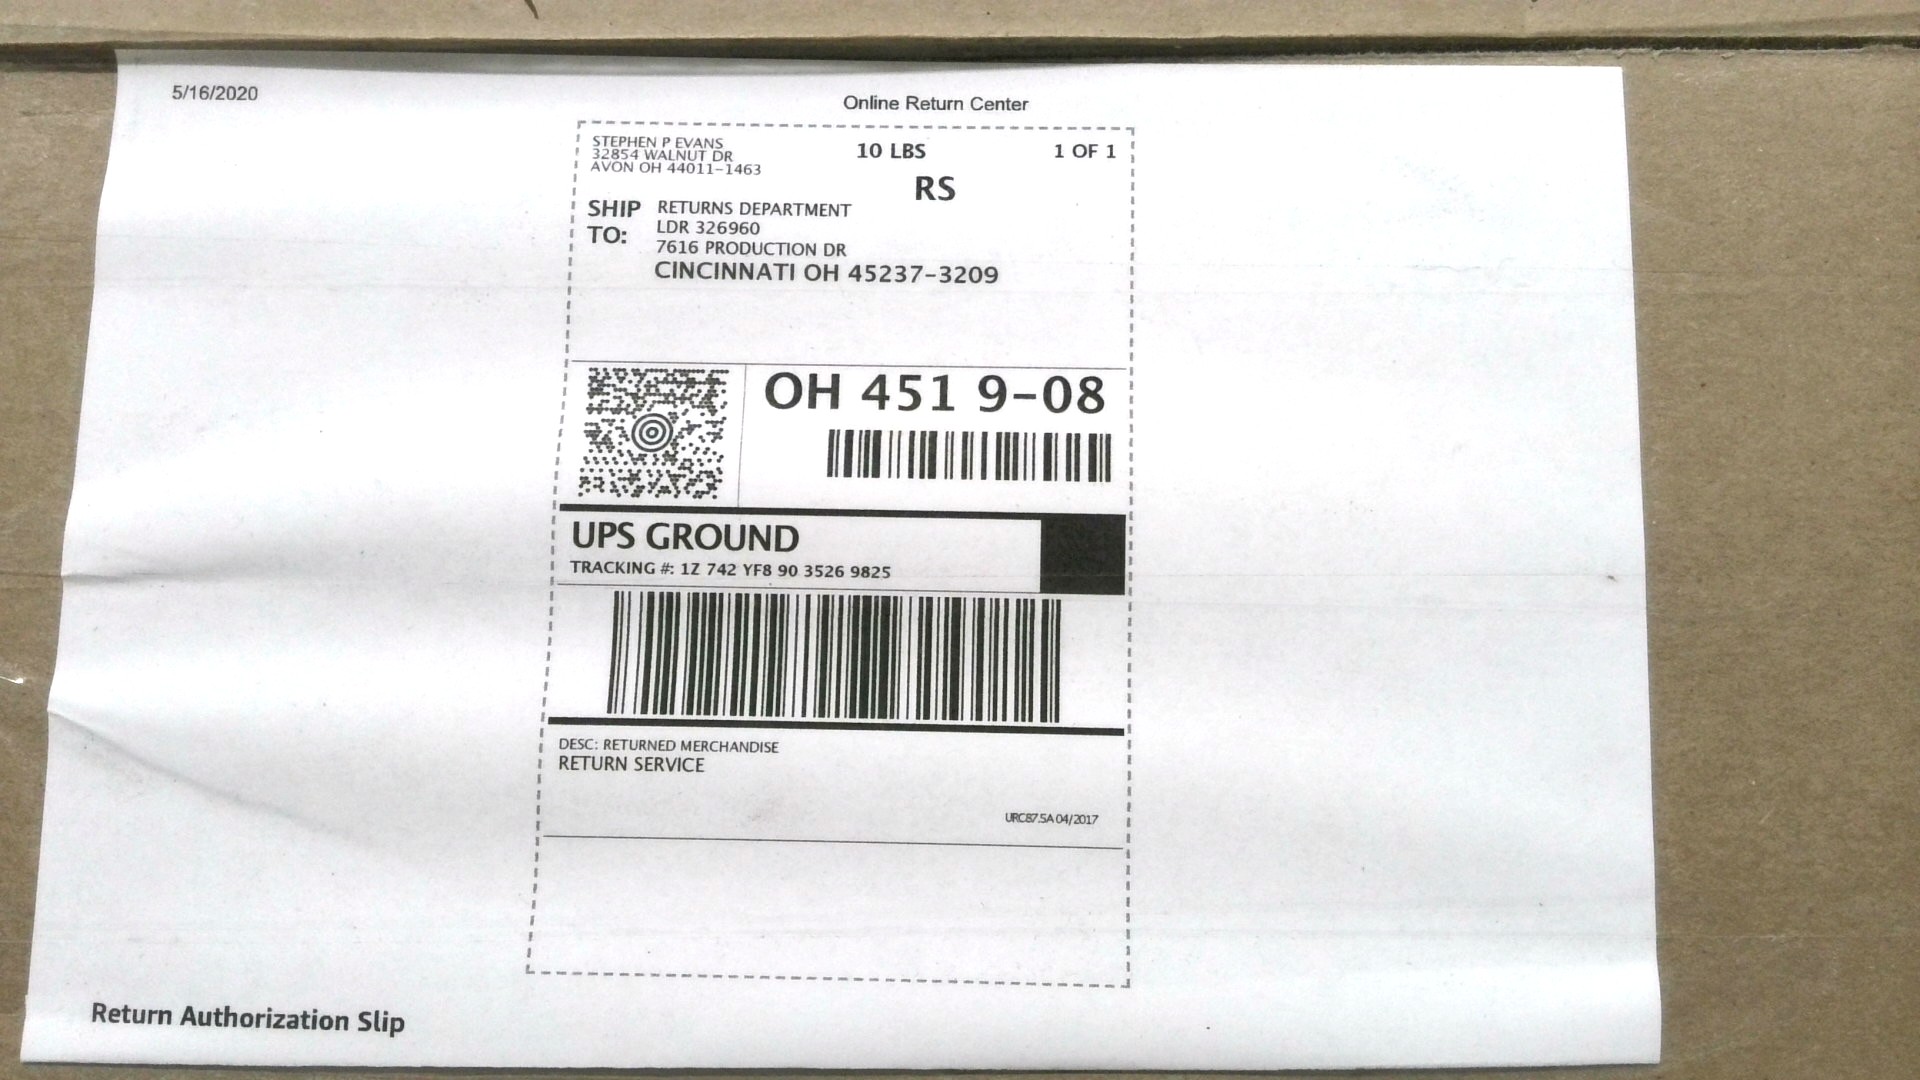 5/16/2020
Online Return Center
STEPHEN P EVANS
32854 WALNUT DR
AVON OH 44011-1463
10 LBS
1 OF 1
RS
SHIP TO:
RETURNS DEPARTMENT
LDR 326960
7616 PRODUCTION DR
CINCINNATI OH 45237-3209
OH 451 9-08
UPS GROUND
TRACKING #: 1Z 742 YF8 90 3526 9825
DESC: RETURNED MERCHANDISE
RETURN SERVICE
URC87.5A 04/2017
Return Authorization Slip